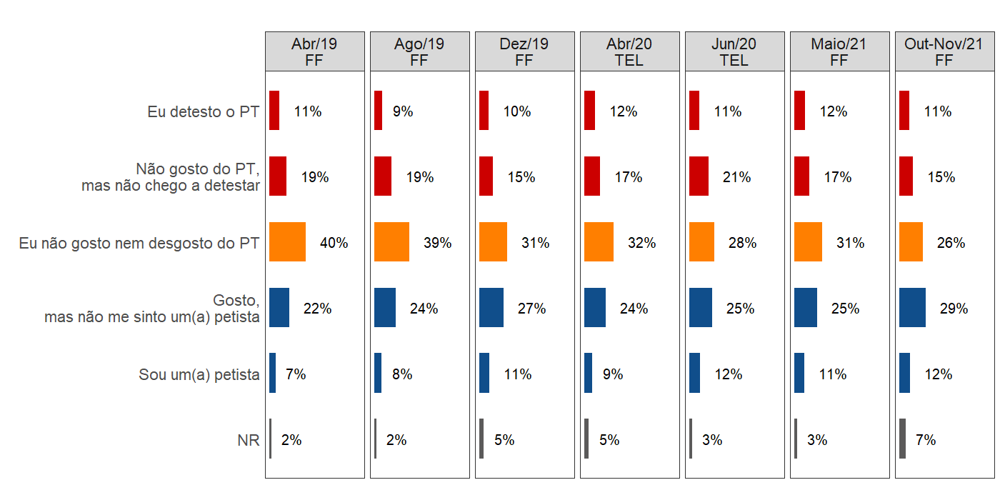 Abr/19
FF
Ago/19
FF
Dez/19
FF
Abr/20
TEL
Jun/20
TEL
Maio/21
FF
Out-Nov/21
FF
Eu detesto o PT
11%
9%
10%
12%
11%
12%
11%
Não gosto do PT,
mas não chego a detestar
19%
19%
15%
17%
21%
17%
15%
Eu não gosto nem desgosto do PT
40%
39%
31%
32%
28%
31%
26%
Gosto,
mas não me sinto um(a) petista
22%
24%
27%
24%
25%
25%
29%
Sou um(a) petista
7%
8%
11%
9%
12%
11%
12%
NR
2%
2%
5%
5%
3%
3%
7%